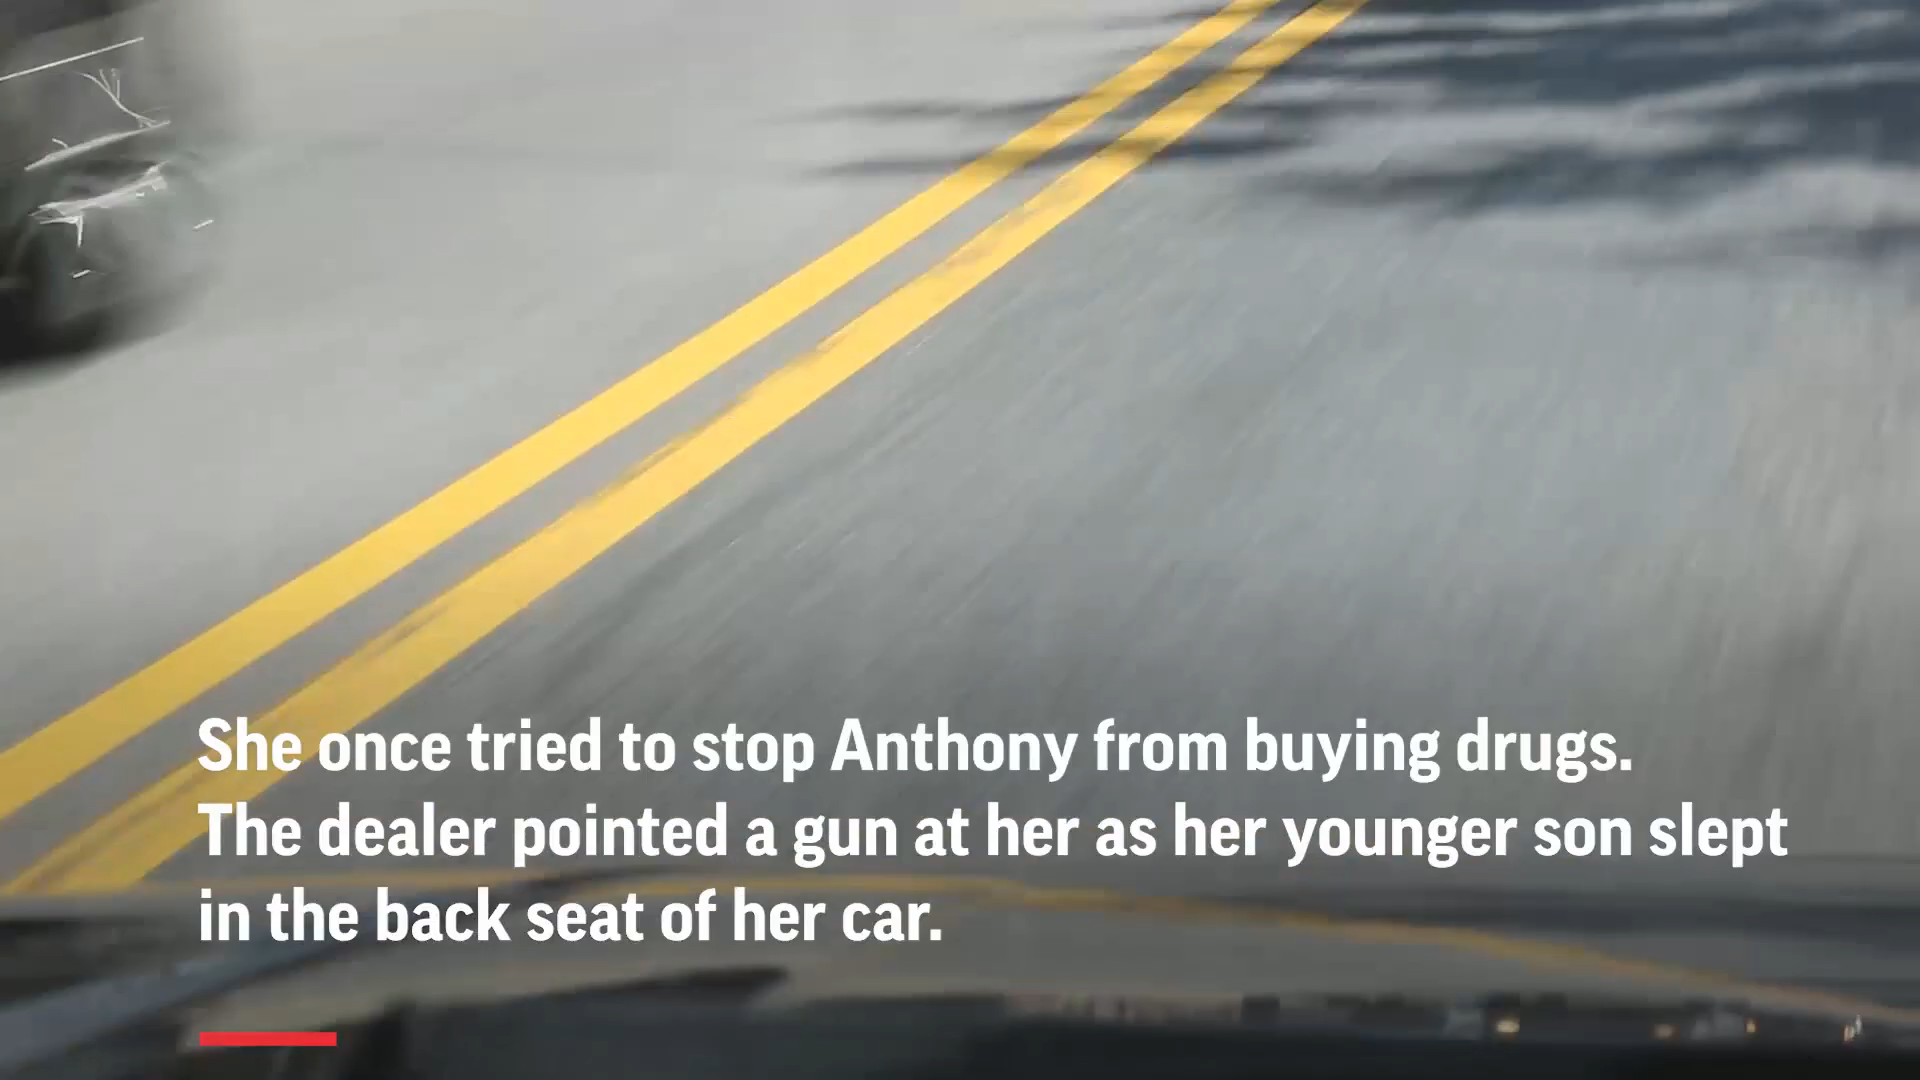 She once tried to stop Anthony from buying drugs.
The dealer pointed a gun at her as her younger son slept
in the back seat of her car.